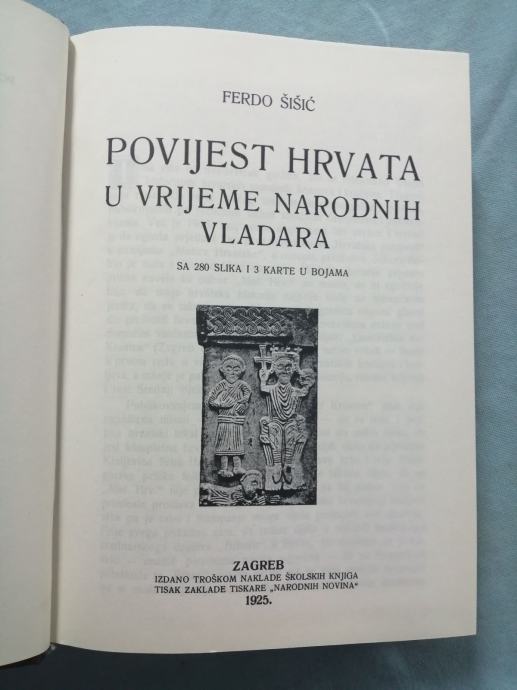 FERDO ŠIŠIĆ
POVIJEST HRVATA
U VRIJEME NARODNIH
VLADARA
SA 280 SLIKA I 3 KARTE U BOJAMA
ZAGREB
IZDANO TROŠKOM NAKLADE ŠKOLSKIH KNJIGA
TISAK ZAKLADE TISKARE „NARODNIH NOVINA“
1925.